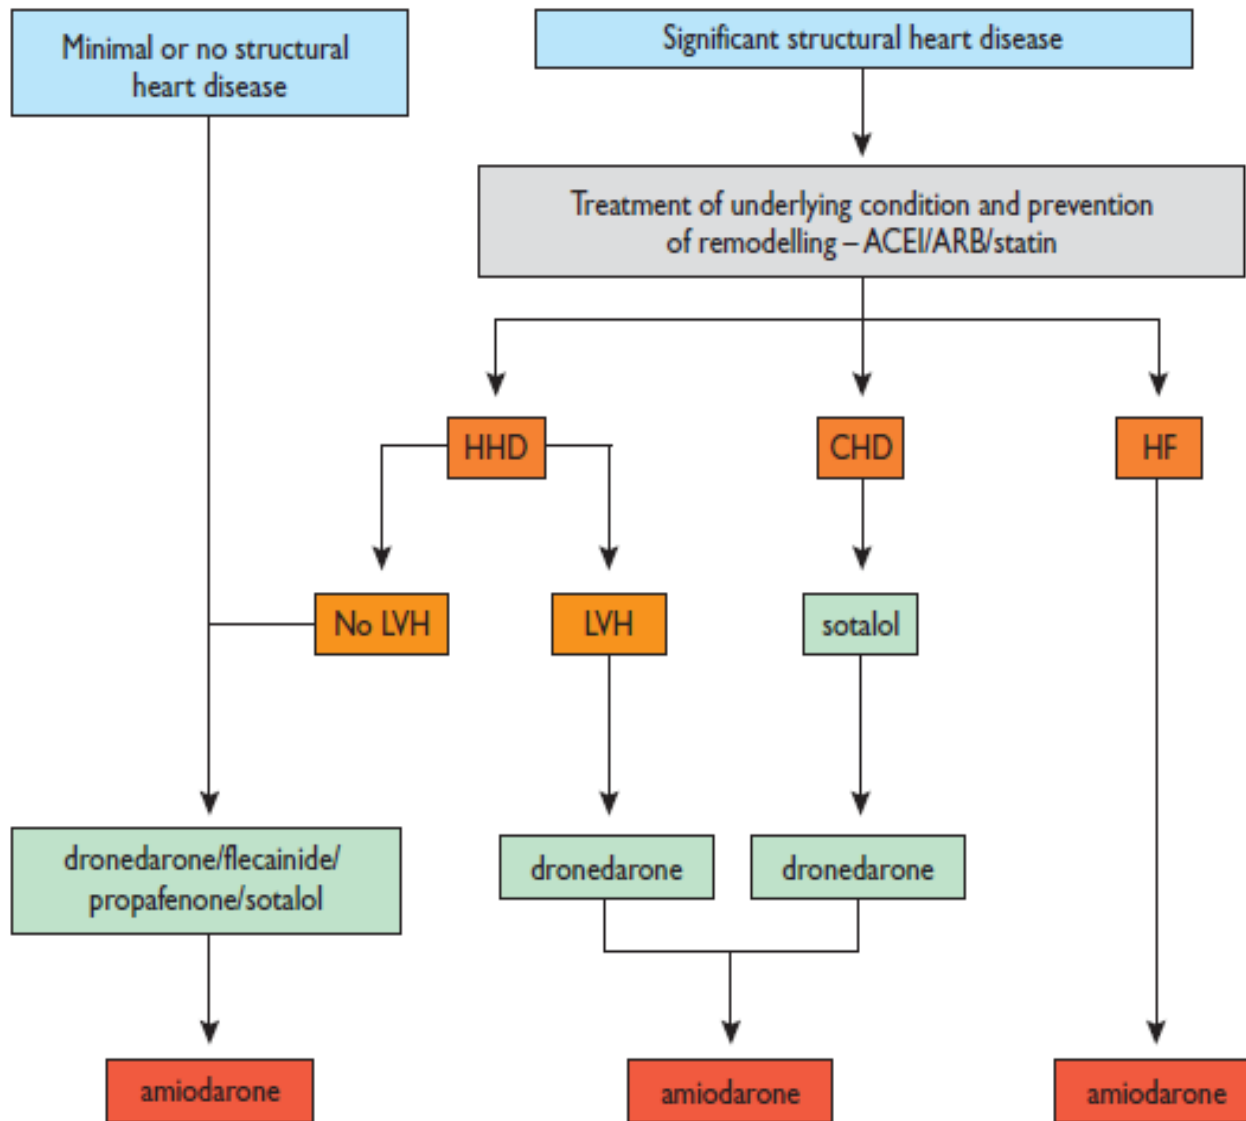 Minimal or no structural
heart disease
Significant structural heart disease
Treatment of underlying condition and prevention
of remodelling – ACEI/ARB/statin
HHD
CHD
HF
No LVH
LVH
sotalol
dronedarone/flecainide/
propafenone/sotalol
dronedarone
dronedarone
amiodarone
amiodarone
amiodarone